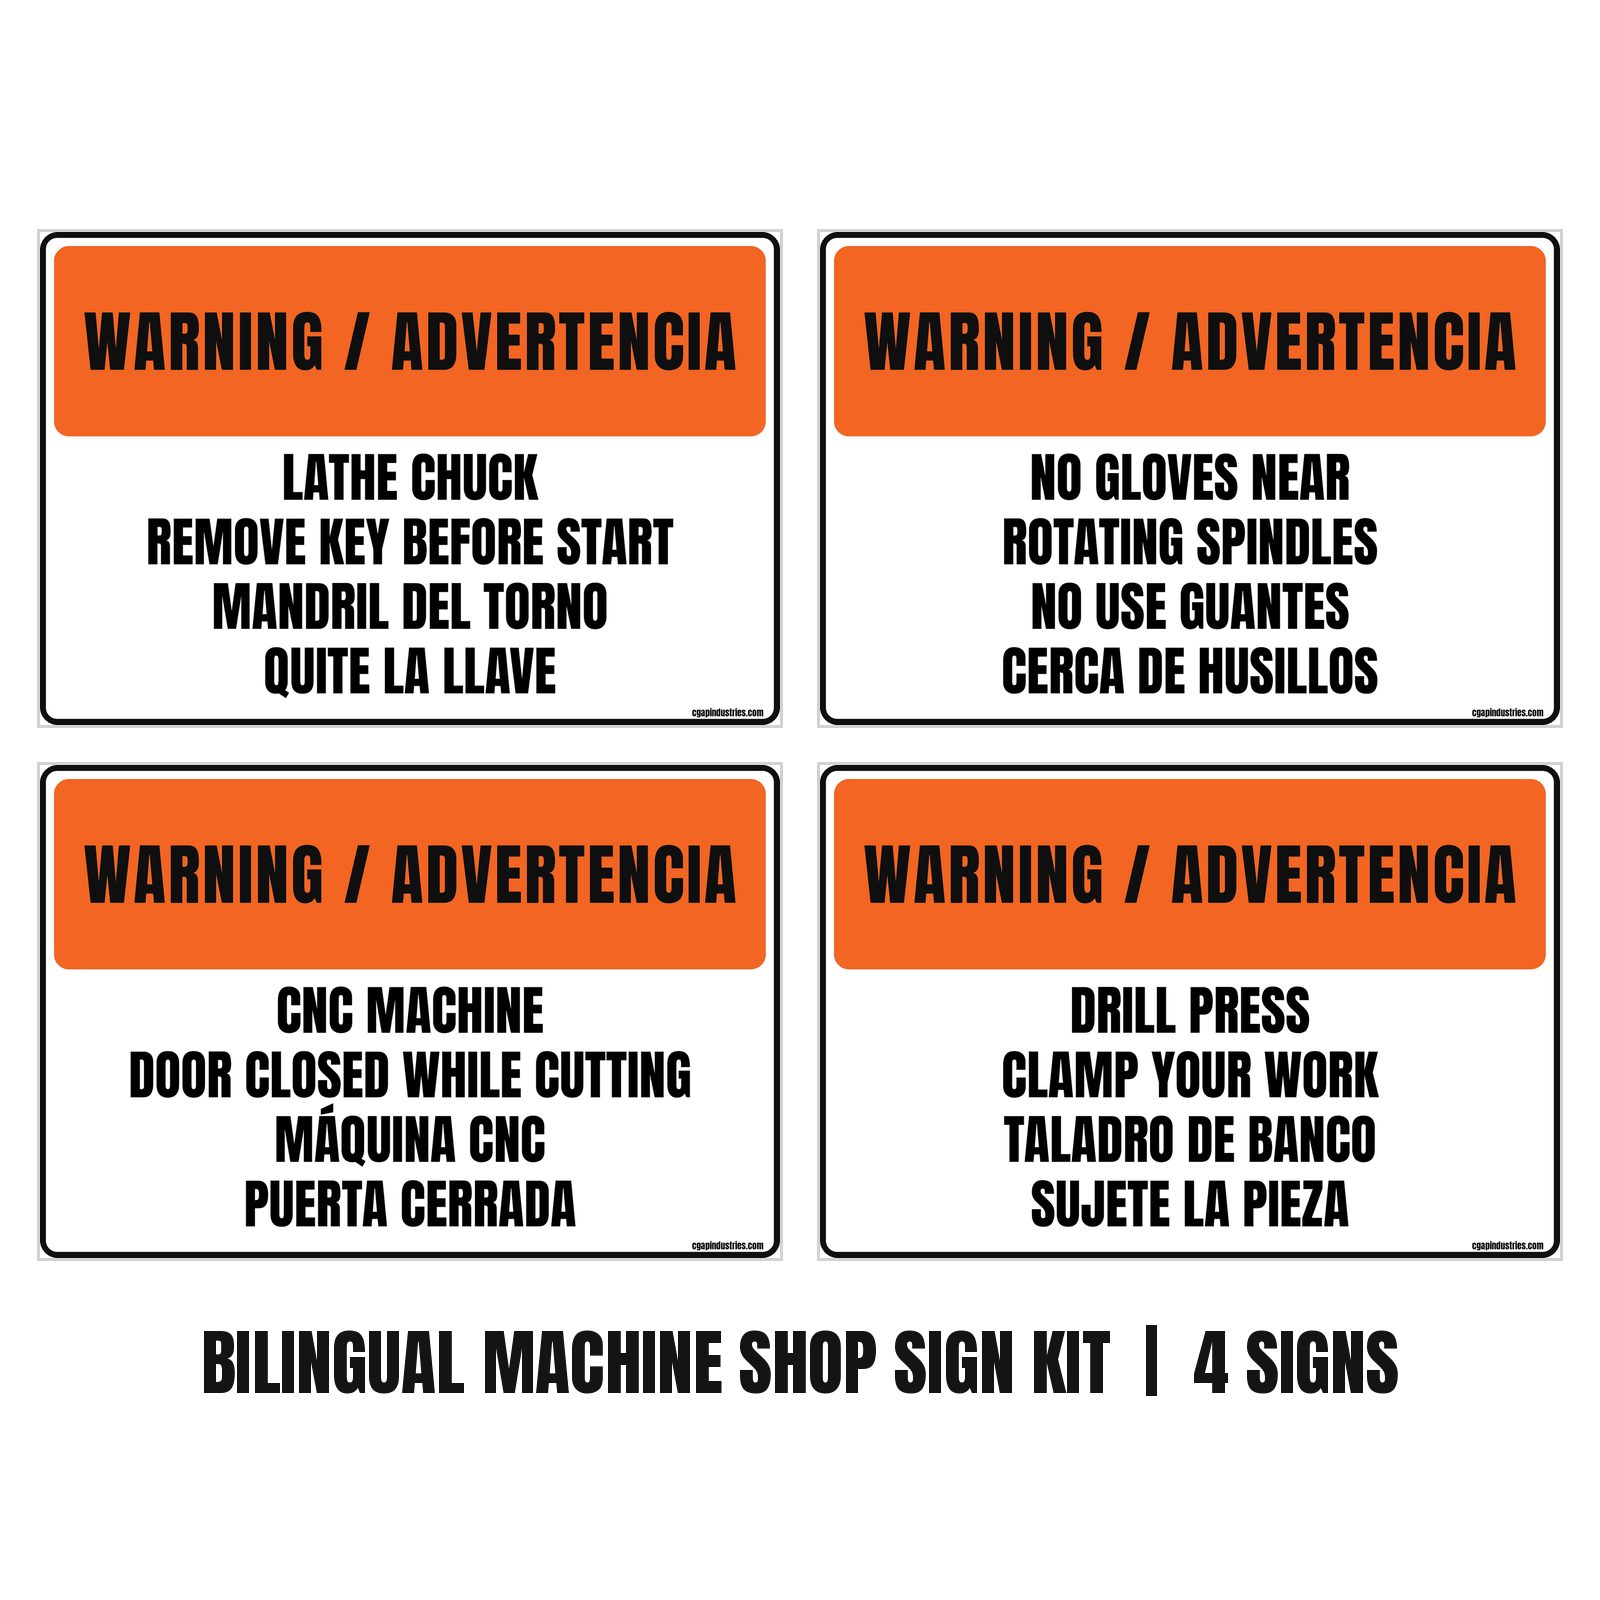 WARNING / ADVERTENCIA
LATHE CHUCK
REMOVE KEY BEFORE START
MANDRIL DEL TORNO
QUITE LA LLAVE
cgapindustries.com
WARNING / ADVERTENCIA
NO GLOVES NEAR
ROTATING SPINDLES
NO USE GUANTES
CERCA DE HUSILLOS
cgapindustries.com
WARNING / ADVERTENCIA
CNC MACHINE
DOOR CLOSED WHILE CUTTING
MÁQUINA CNC
PUERTA CERRADA
cgapindustries.com
WARNING / ADVERTENCIA
DRILL PRESS
CLAMP YOUR WORK
TALADRO DE BANCO
SUJETE LA PIEZA
cgapindustries.com
BILINGUAL MACHINE SHOP SIGN KIT | 4 SIGNS